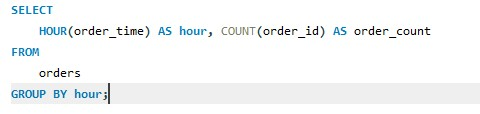 SELECT
    HOUR(order_time) AS hour, COUNT(order_id) AS order_count
FROM
    orders
GROUP BY hour;